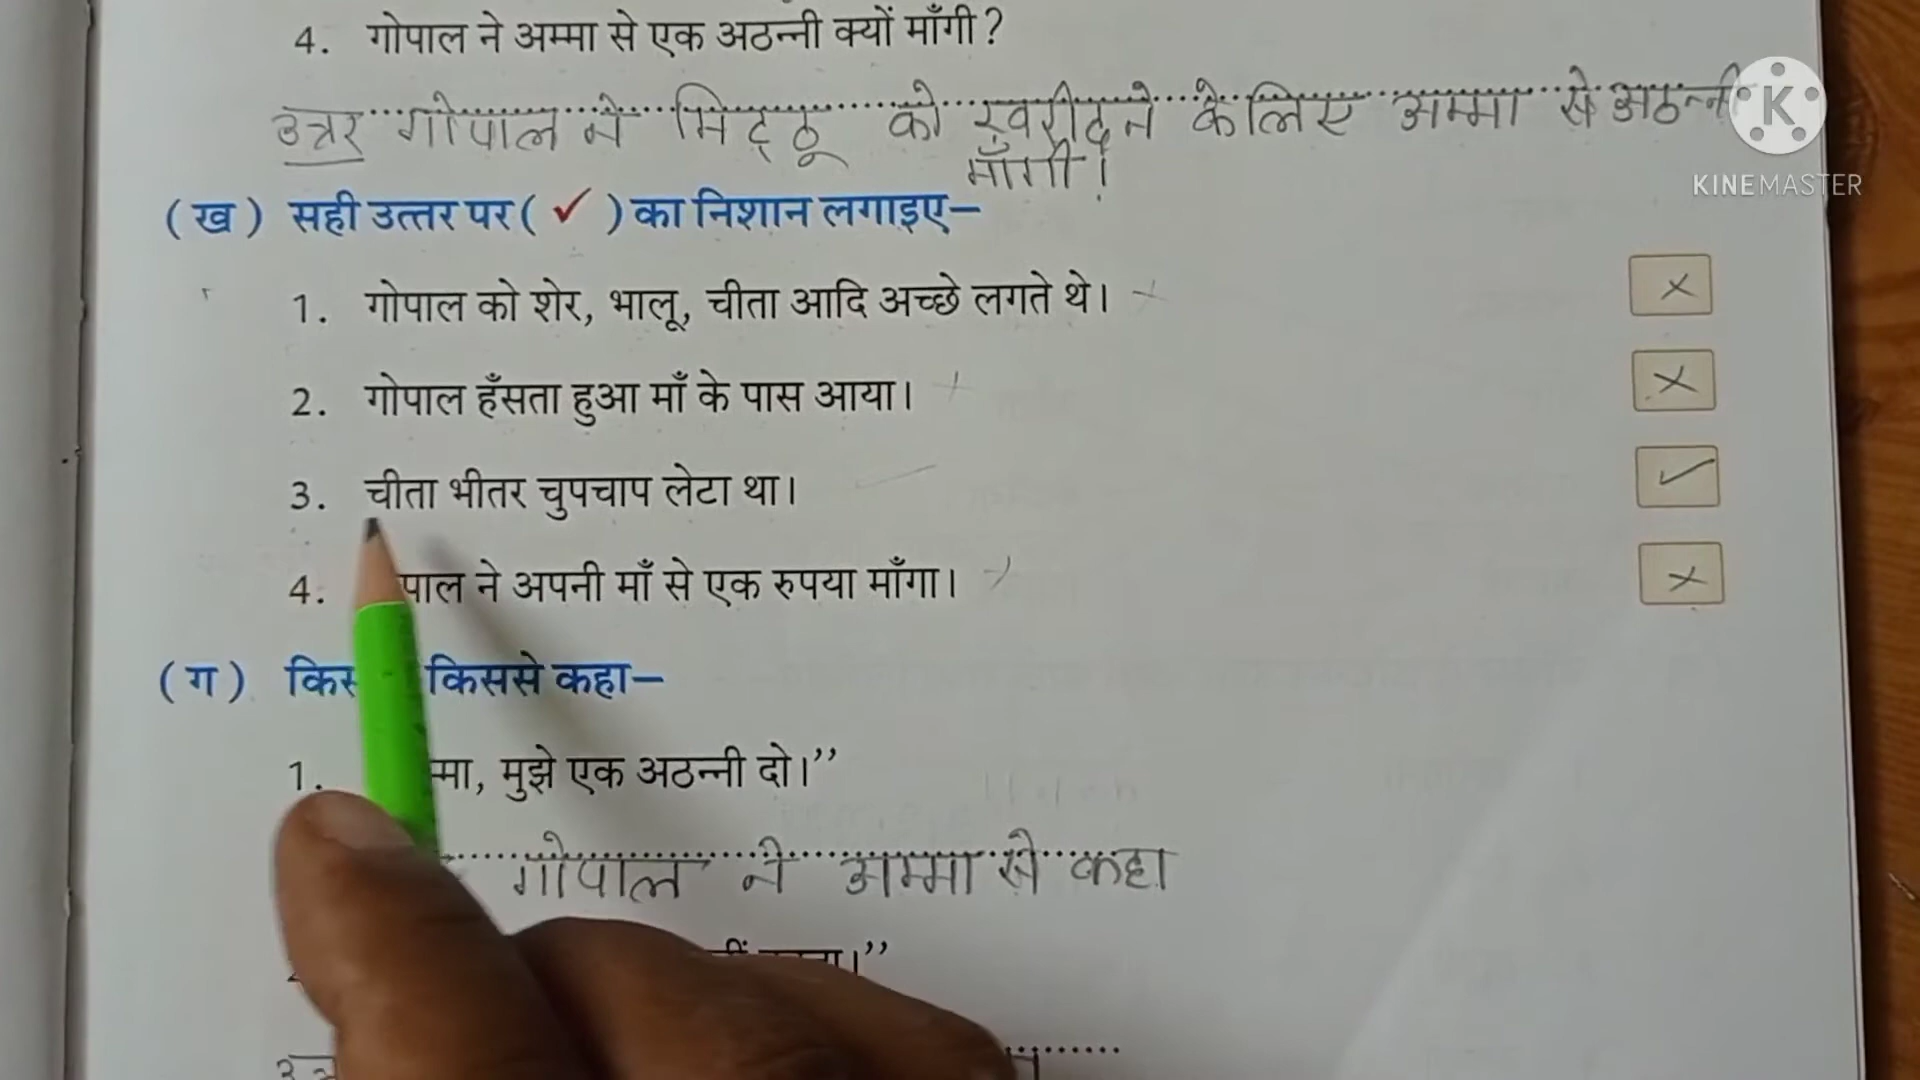 4. गोपाल ने अम्मा से एक अठन्नी क्यों माँगी?
उत्तर गोपाल ने मिट्ठू को खरीदने के लिए अम्मा से अठन्नी
माँगी।
KINEMASTER
(ख) सही उत्तर पर (✓) का निशान लगाइए–
1. गोपाल को शेर, भालू, चीता आदि अच्छे लगते थे। ×
2. गोपाल हँसता हुआ माँ के पास आया। ×
3. चीता भीतर चुपचाप लेटा था। ✓
4. पाल ने अपनी माँ से एक रुपया माँगा। ×
(ग) किससे कहा–
1. मा, मुझे एक अठन्नी दो।”
गोपाल ने अम्मा से कहा